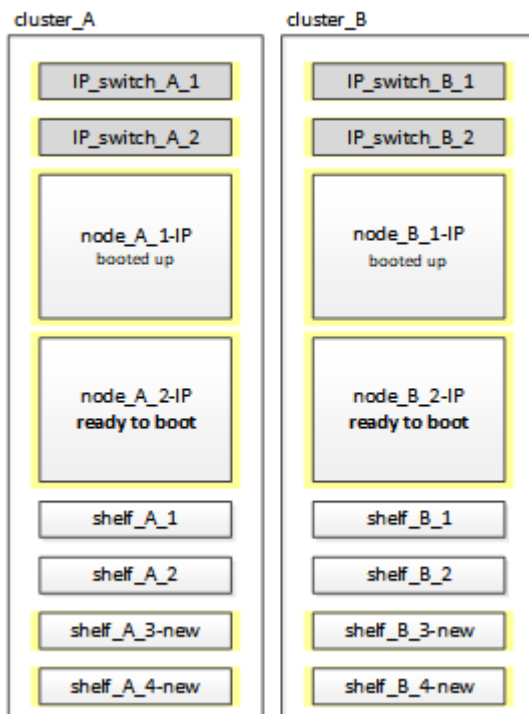 cluster_A
IP_switch_A_1
IP_switch_A_2
node_A_1-IP
booted up
node_A_2-IP
ready to boot
shelf_A_1
shelf_A_2
shelf_A_3-new
shelf_A_4-new
cluster_B
IP_switch_B_1
IP_switch_B_2
node_B_1-IP
booted up
node_B_2-IP
ready to boot
shelf_B_1
shelf_B_2
shelf_B_3-new
shelf_B_4-new